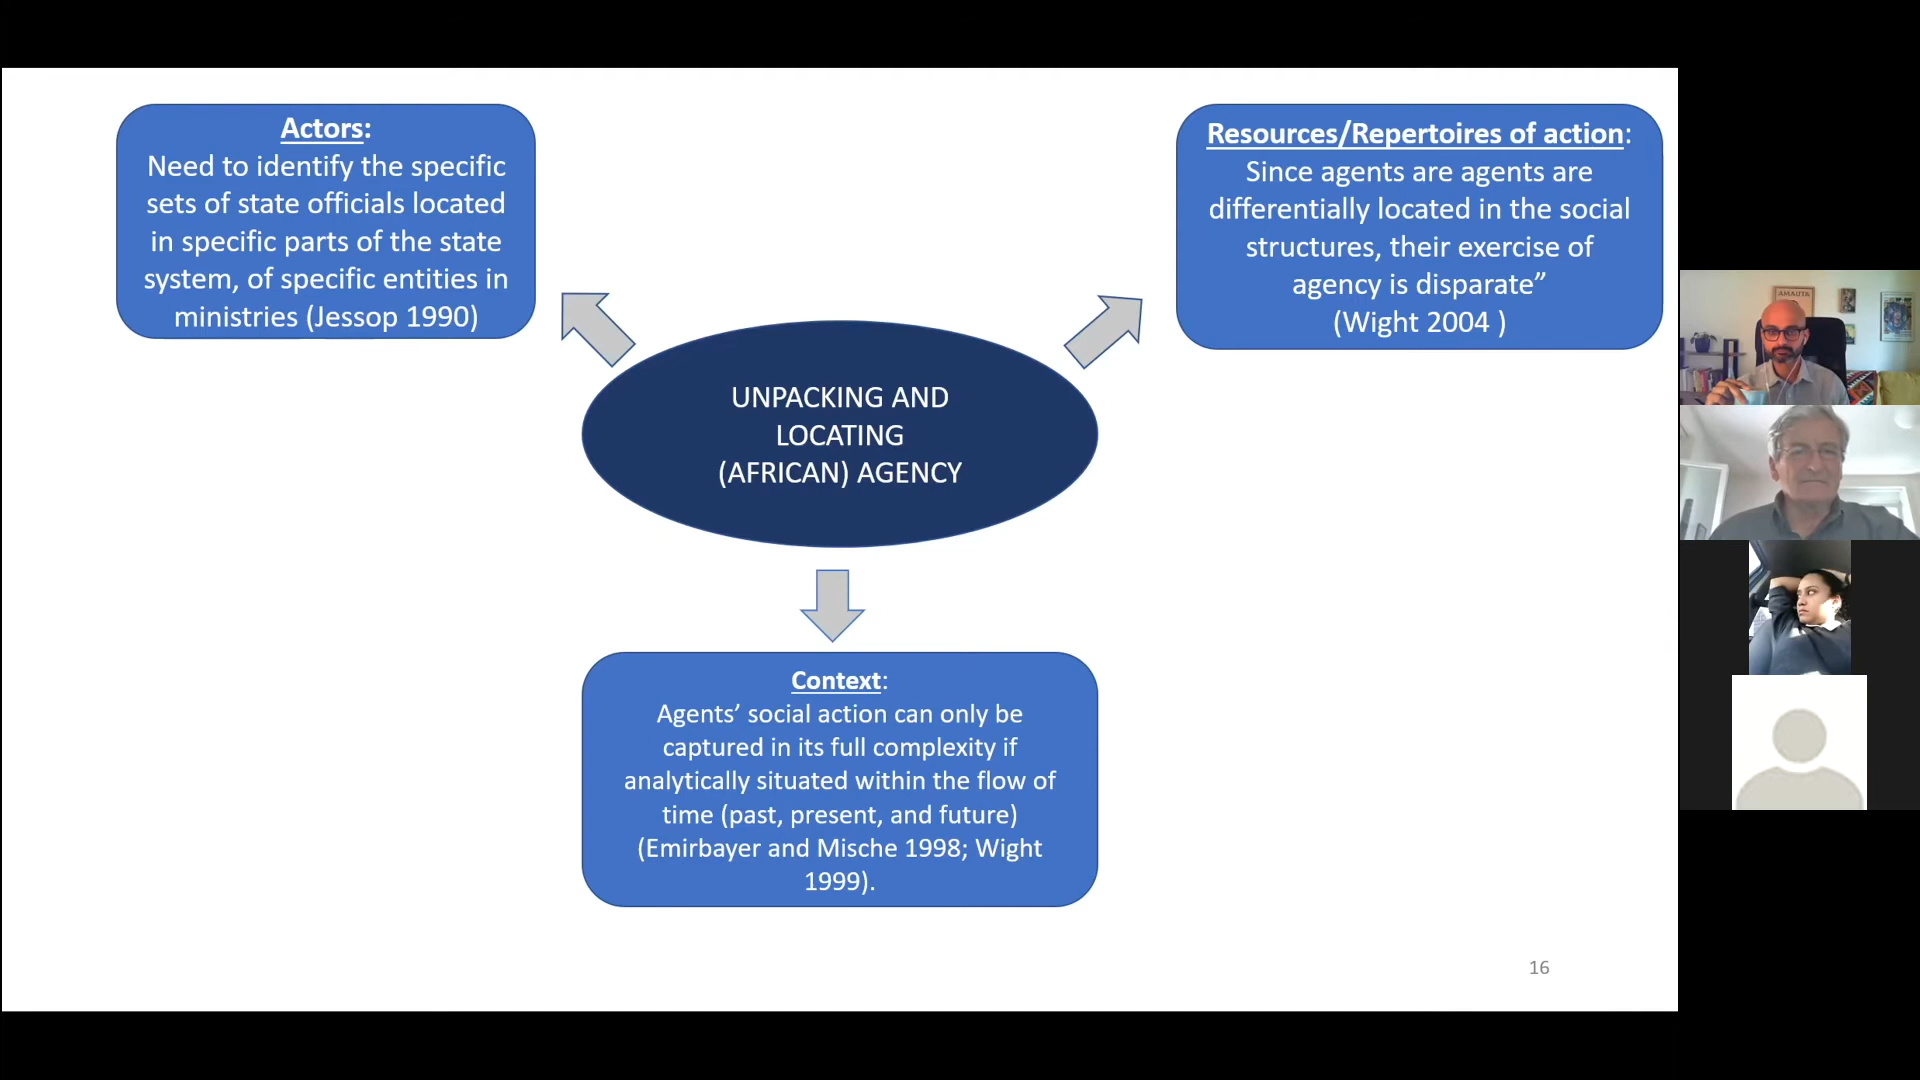 Actors:
Need to identify the specific
sets of state officials located
in specific parts of the state
system, of specific entities in
ministries (Jessop 1990)
Resources/Repertoires of action:
Since agents are agents are
differentially located in the social
structures, their exercise of
agency is disparate”
(Wight 2004 )
UNPACKING AND
LOCATING
(AFRICAN) AGENCY
Context:
Agents’ social action can only be
captured in its full complexity if
analytically situated within the flow of
time (past, present, and future)
(Emirbayer and Mische 1998; Wight
1999).
16
AMAUTA